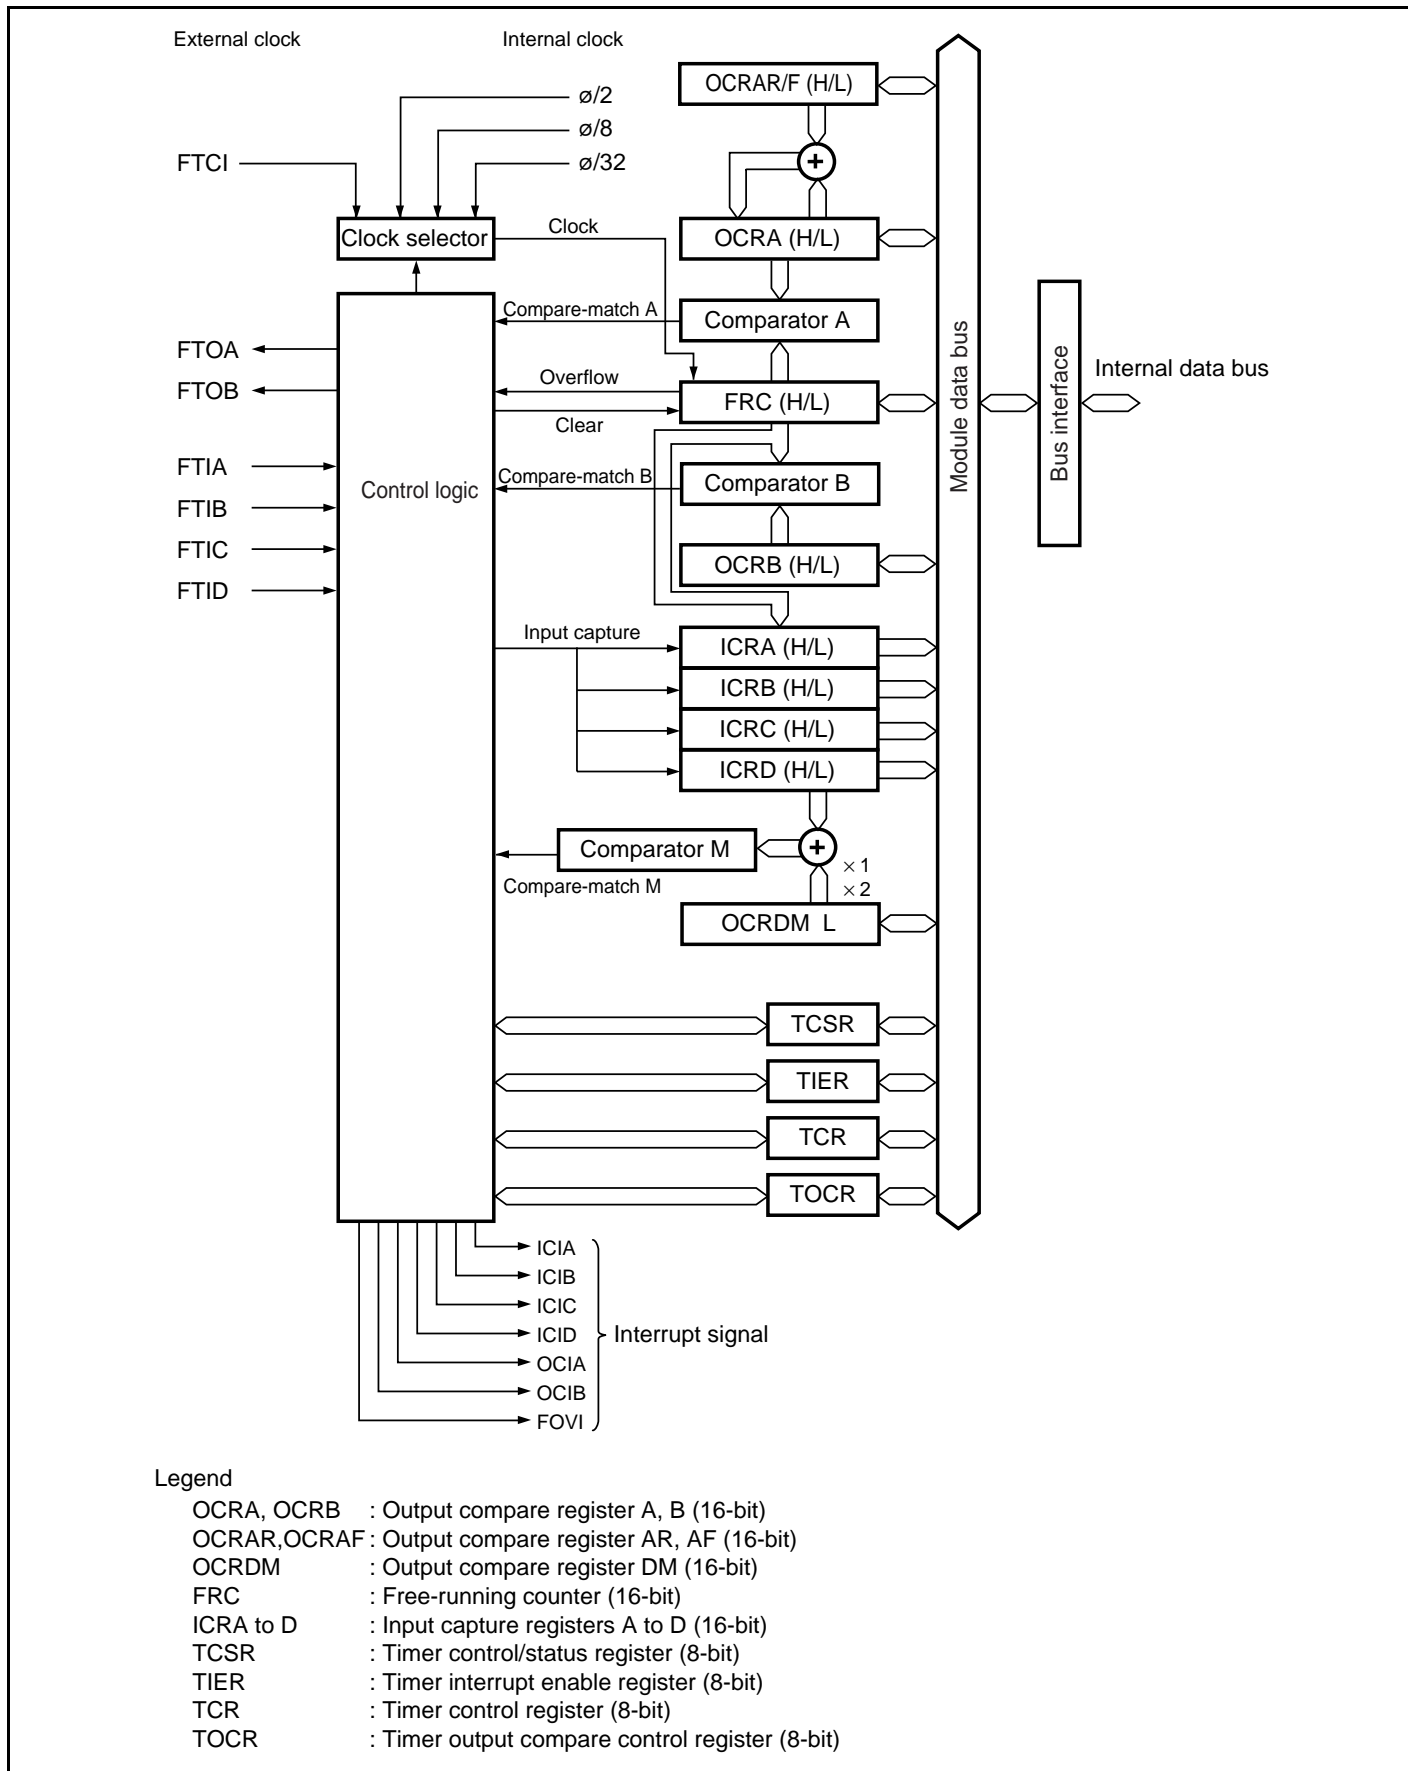 External clock
Internal clock
ø/2
ø/8
ø/32
FTCI
OCRAR/F (H/L)
+
Clock selector
Clock
OCRA (H/L)
Compare-match A
Comparator A
FTOA
FTOB
Overflow
FRC (H/L)
Clear
Module data bus
Bus interface
Internal data bus
FTIA
FTIB
FTIC
FTID
Control logic
Compare-match B
Comparator B
OCRB (H/L)
Input capture
ICRA (H/L)
ICRB (H/L)
ICRC (H/L)
ICRD (H/L)
+
Comparator M
× 1
× 2
Compare-match M
OCRDM L
TCSR
TIER
TCR
TOCR
ICIA
ICIB
ICIC
ICID
OCIA
OCIB
FOVI
Interrupt signal
Legend
OCRA, OCRB : Output compare register A, B (16-bit)
OCRAR,OCRAF : Output compare register AR, AF (16-bit)
OCRDM : Output compare register DM (16-bit)
FRC : Free-running counter (16-bit)
ICRA to D : Input capture registers A to D (16-bit)
TCSR : Timer control/status register (8-bit)
TIER : Timer interrupt enable register (8-bit)
TCR : Timer control register (8-bit)
TOCR : Timer output compare control register (8-bit)